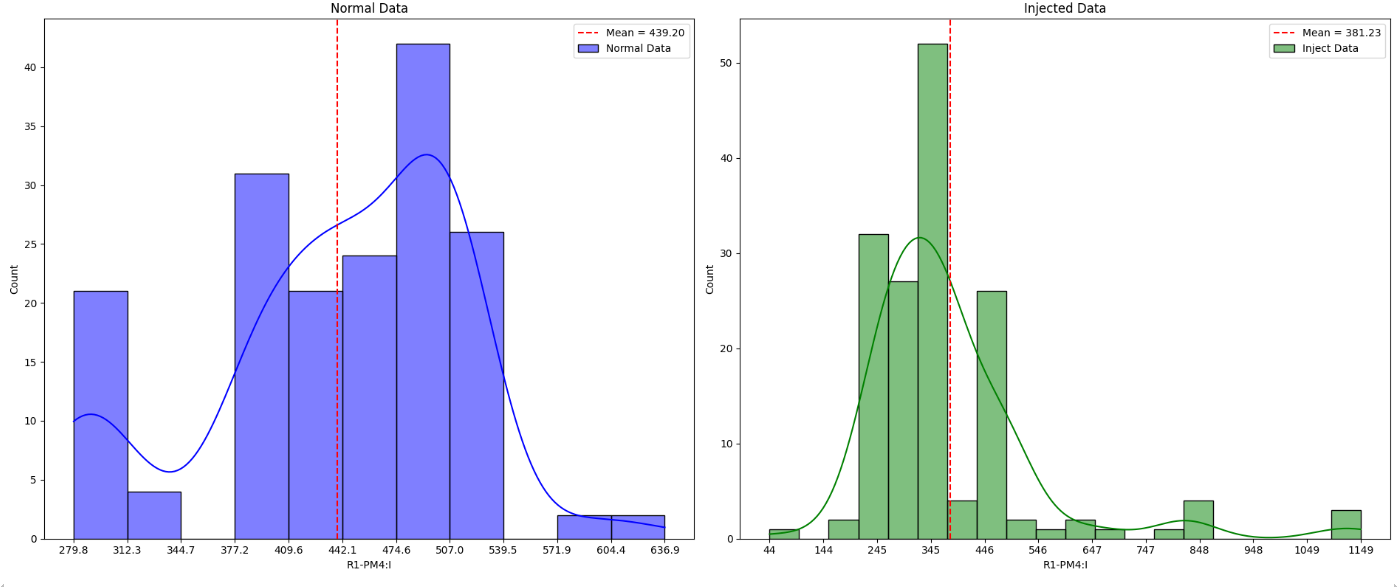 Normal Data
Mean = 439.20
Normal Data
Count
40
35
30
25
20
15
10
5
0
279.8 312.3 344.7 377.2 409.6 442.1 474.6 507.0 539.5 571.9 604.4 636.9
R1-PM4:I
Injected Data
Mean = 381.23
Inject Data
Count
50
40
30
20
10
0
44 144 245 345 446 546 647 747 848 948 1049 1149
R1-PM4:I